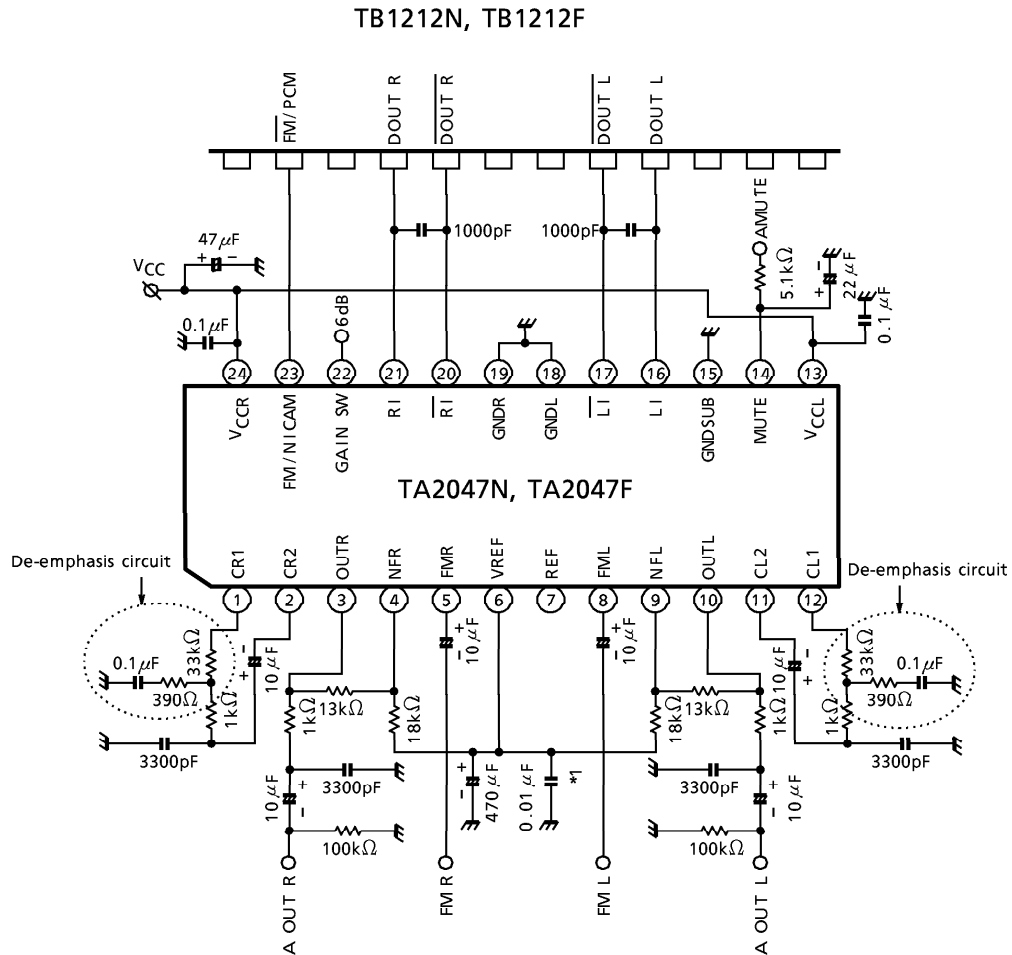 TB1212N, TB1212F
FM/PCM
DOUT R
DOUT R
DOUT L
DOUT L
1000pF
1000pF
AMUTE
5.1kΩ
22μF
0.1μF
47μF
+ −
VCC
0.1μF
6dB
24 23 22 21 20 19 18 17 16 15 14 13
VCCR
FM/NICAM
GAIN SW
RI
RI
GNDR
GNDL
LI
LI
GNDSUB
MUTE
VCCL
TA2047N, TA2047F
CR1
CR2
OUTR
NFR
FMR
VREF
REF
FML
NFL
OUTL
CL2
CL1
1 2 3 4 5 6 7 8 9 10 11 12
De-emphasis circuit
De-emphasis circuit
33kΩ
0.1μF
390Ω
1kΩ
3300pF
10μF
13kΩ
1kΩ
18kΩ
10μF
3300pF
10μF
100kΩ
470μF
0.01μF
*1
10μF
18kΩ
13kΩ
1kΩ
3300pF
10μF
100kΩ
10μF
33kΩ
0.1μF
390Ω
1kΩ
3300pF
A OUT R
FM R
FM L
A OUT L